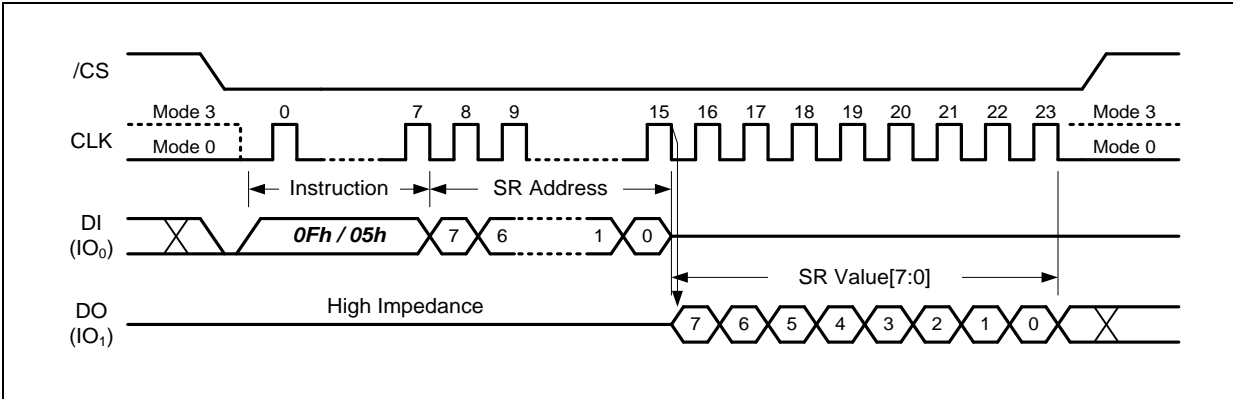 /CS
Mode 3 0 7 8 9 15 16 17 18 19 20 21 22 23 Mode 3
CLK
Mode 0 Mode 0
Instruction SR Address
DI
(IO₀)
0Fh / 05h 7 6 1 0
SR Value[7:0]
High Impedance
DO
(IO₁)
7 6 5 4 3 2 1 0